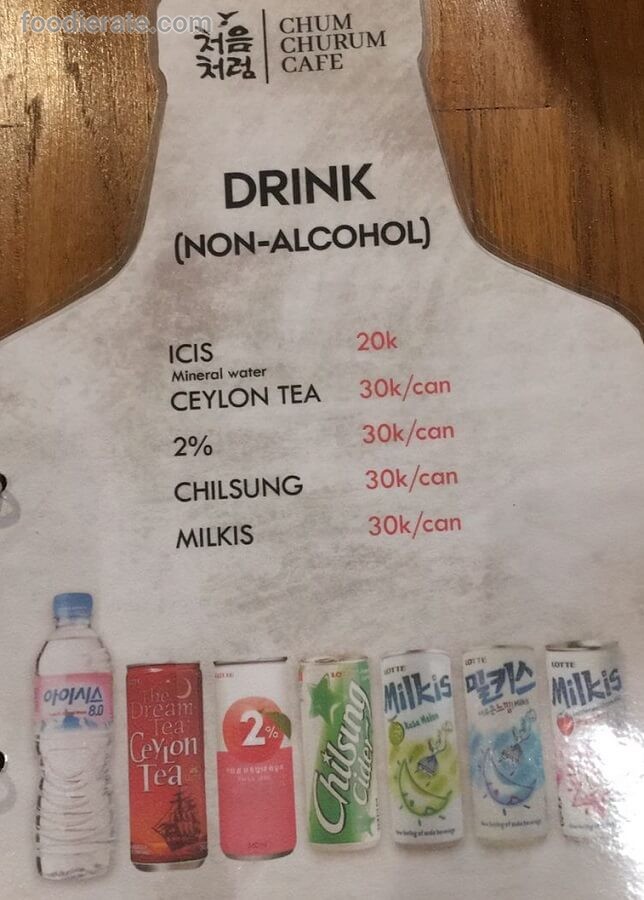 foodierate.com
처음
처럼
CHUM
CHURUM
CAFE
DRINK
(NON-ALCOHOL)
ICIS 20k
Mineral water
CEYLON TEA 30k/can
2% 30k/can
CHILSUNG 30k/can
MILKIS 30k/can
아이시스
8.0
The
Dream
Tea
Ceylon
Tea
LOTTE
2%
Chilsung
Cider
LOTTE
Milkis
LOTTE
밀키스
LOTTE
Milkis